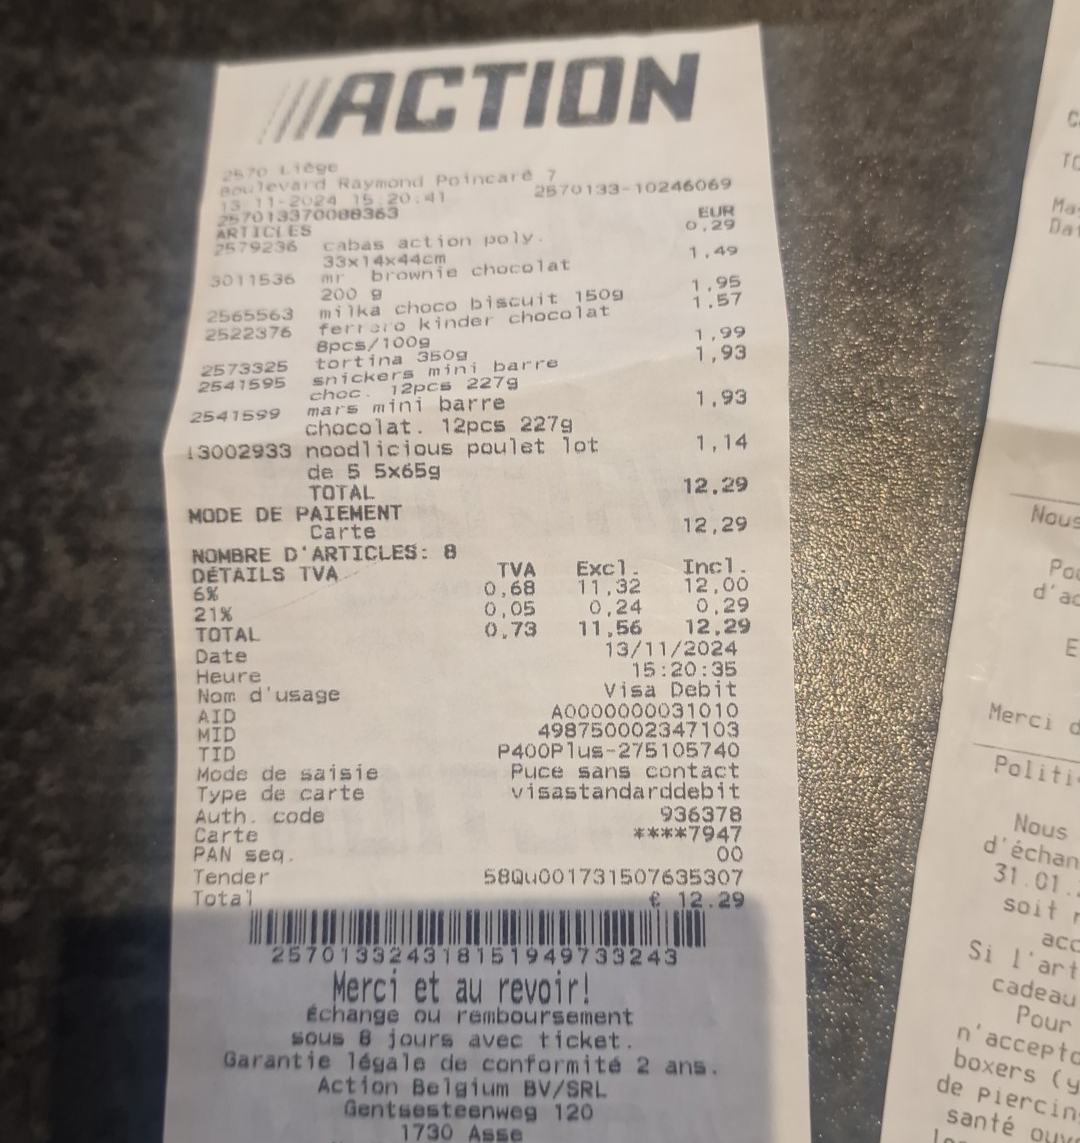 ///ACTION
2570 Liège
Boulevard Raymond Poincaré 7
13-11-2024 15:20:41 2570133-10246069
257013370088363
ARTICLES EUR
2579236 cabas action poly. 0,29
33x14x44cm
3011536 mr brownie chocolat 1,49
200 g
2565563 milka choco biscuit 150g 1,95
2522376 ferrero kinder chocolat 1,57
8pcs/100g
2573325 tortina 350g 1,99
2541595 snickers mini barre 1,93
choc. 12pcs 227g
2541599 mars mini barre 1,93
chocolat. 12pcs 227g
13002933 noodlicious poulet lot 1,14
de 5 5x65g
TOTAL 12,29
MODE DE PAIEMENT
Carte 12,29
NOMBRE D'ARTICLES: 8
DÉTAILS TVA TVA Excl. Incl.
6% 0,68 11,32 12,00
21% 0,05 0,24 0,29
TOTAL 0,73 11,56 12,29
Date 13/11/2024
Heure 15:20:35
Nom d'usage Visa Debit
AID A0000000031010
MID 498750002347103
TID P400Plus-275105740
Mode de saisie Puce sans contact
Type de carte visastandarddebit
Auth. code 936378
Carte ****7947
PAN seq. 00
Tender 58Qu001731507635307
Total € 12.29
257013324318151949733243
Merci et au revoir!
Échange ou remboursement
sous 8 jours avec ticket.
Garantie légale de conformité 2 ans.
Action Belgium BV/SRL
Gentsesteenweg 120
1730 Asse
Nous
d'éc
Merci d
Politi
Nous
d'échan
31.01.
soit
acc
Si l'art
cadeau
Pour
n'accepto
boxers (y
de piercin
santé ouv